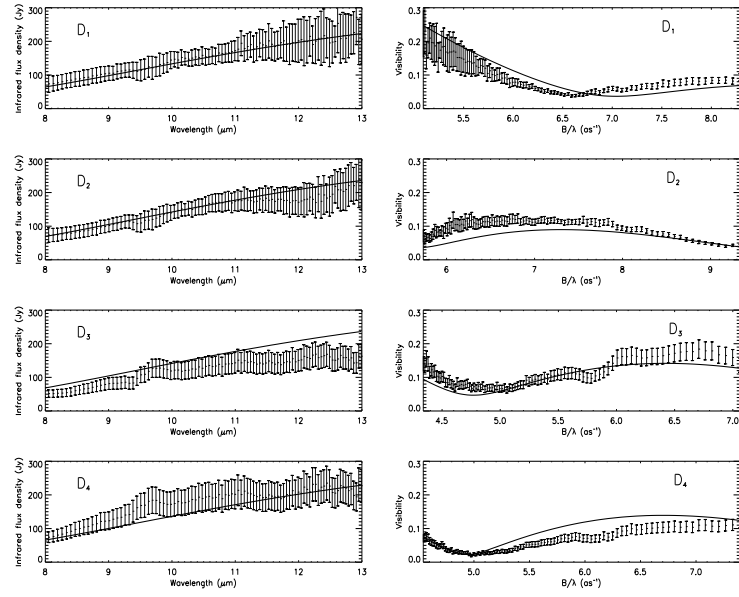 D1
Infrared flux density (Jy)
300
200
100
0
8 9 10 11 12 13
Wavelength (μm)
D1
Visibility
0.3
0.2
0.1
0.0
5.5 6.0 6.5 7.0 7.5 8.0
B/λ (as⁻¹)
D2
Infrared flux density (Jy)
300
200
100
0
8 9 10 11 12 13
Wavelength (μm)
D2
Visibility
0.3
0.2
0.1
0.0
6 7 8 9
B/λ (as⁻¹)
D3
Infrared flux density (Jy)
300
200
100
0
8 9 10 11 12 13
Wavelength (μm)
D3
Visibility
0.3
0.2
0.1
0.0
4.5 5.0 5.5 6.0 6.5 7.0
B/λ (as⁻¹)
D4
Infrared flux density (Jy)
300
200
100
0
8 9 10 11 12 13
Wavelength (μm)
D4
Visibility
0.3
0.2
0.1
0.0
5.0 5.5 6.0 6.5 7.0
B/λ (as⁻¹)